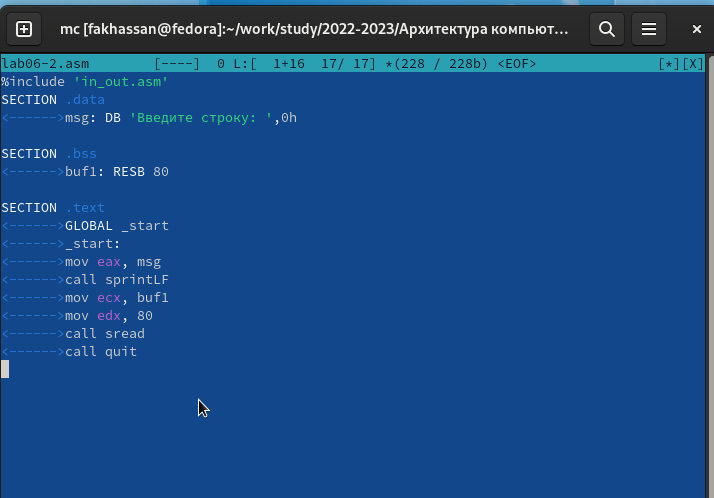 mc [fakhassan@fedora]:~/work/study/2022-2023/Архитектура компьют...
lab06-2.asm [----] 0 L:[ 1+16 17/ 17] *(228 / 228b) <EOF> [*][X]
%include 'in_out.asm'
SECTION .data
<------>msg: DB 'Введите строку: ',0h
SECTION .bss
<------>buf1: RESB 80
SECTION .text
<------>GLOBAL _start
<------>_start:
<------>mov eax, msg
<------>call sprintLF
<------>mov ecx, buf1
<------>mov edx, 80
<------>call sread
<------>call quit